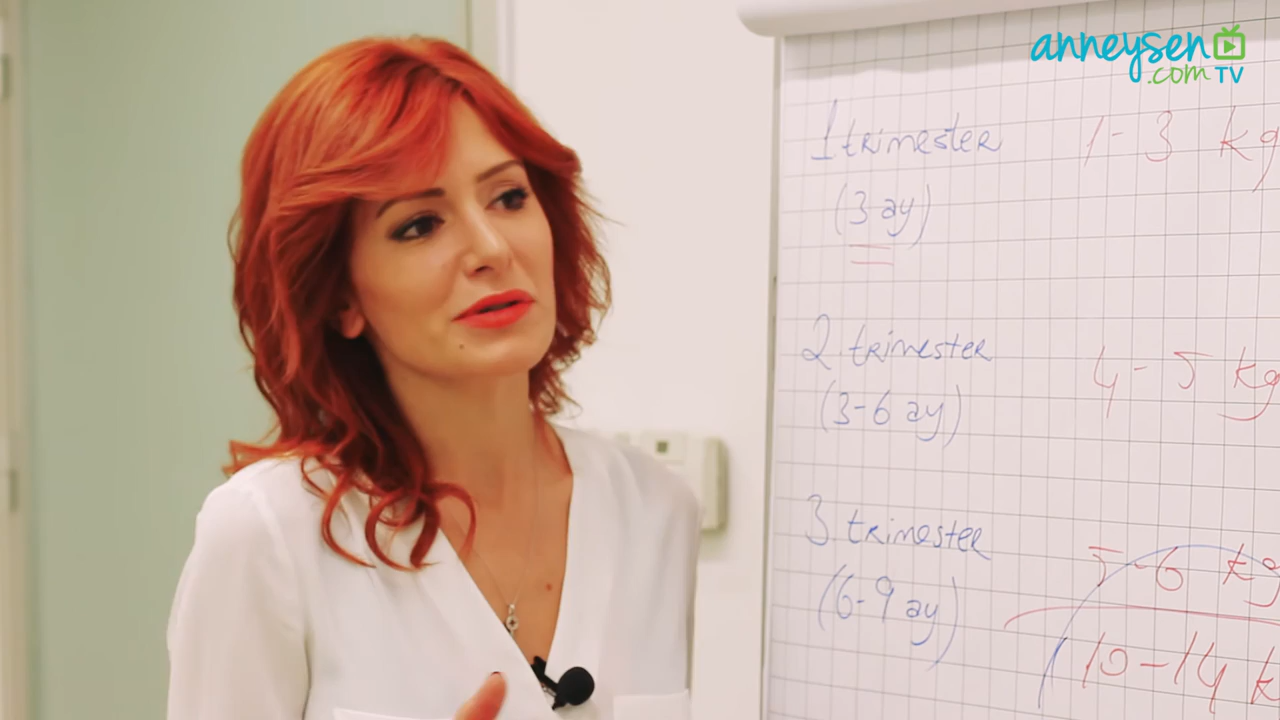 anneysen
.com TV
1 trimester 1-3 kg
(3 ay)
2 trimester 4-5 kg
(3-6 ay)
3 trimester 5-6 kg
(6-9 ay) 10-14 k